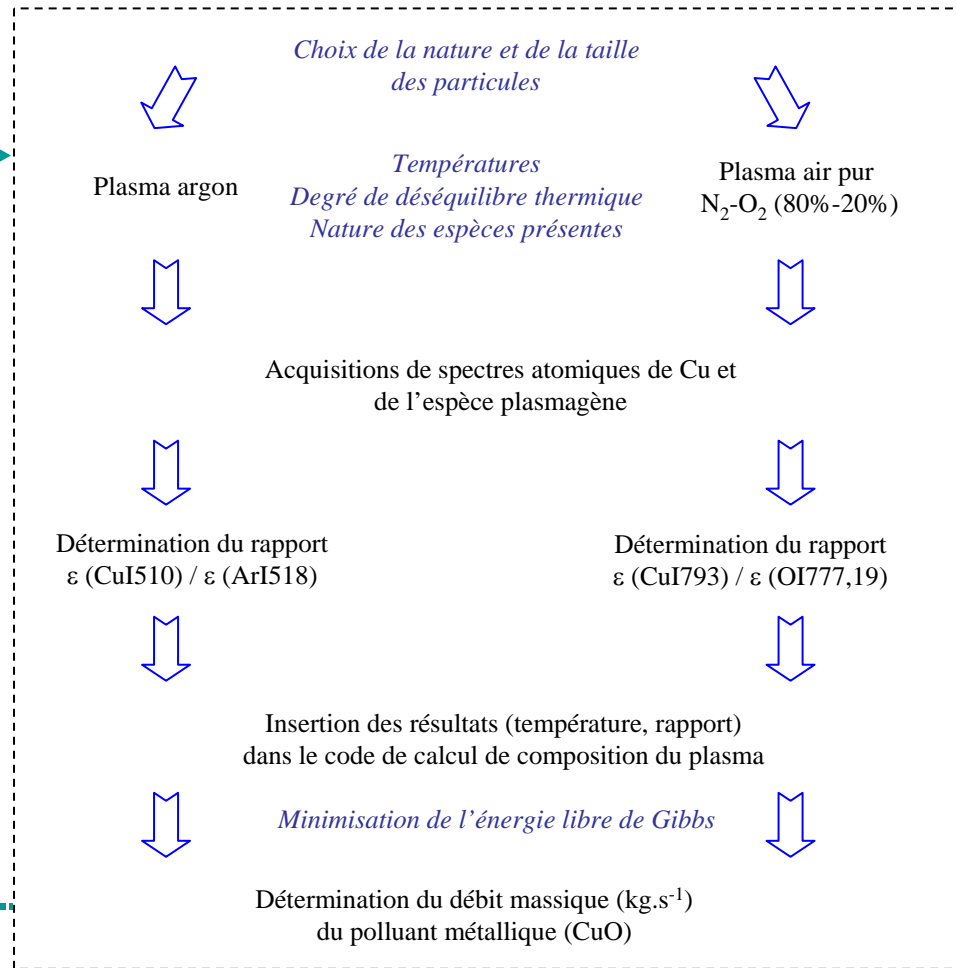 Choix de la nature et de la taille
des particules
Plasma argon
Températures
Degré de déséquilibre thermique
Nature des espèces présentes
Plasma air pur
N₂-O₂ (80%-20%)
Acquisitions de spectres atomiques de Cu et
de l’espèce plasmagène
Détermination du rapport
ε (CuI510) / ε (ArI518)
Détermination du rapport
ε (CuI793) / ε (OI777,19)
Insertion des résultats (température, rapport)
dans le code de calcul de composition du plasma
Minimisation de l’énergie libre de Gibbs
Détermination du débit massique (kg.s⁻¹)
du polluant métallique (CuO)